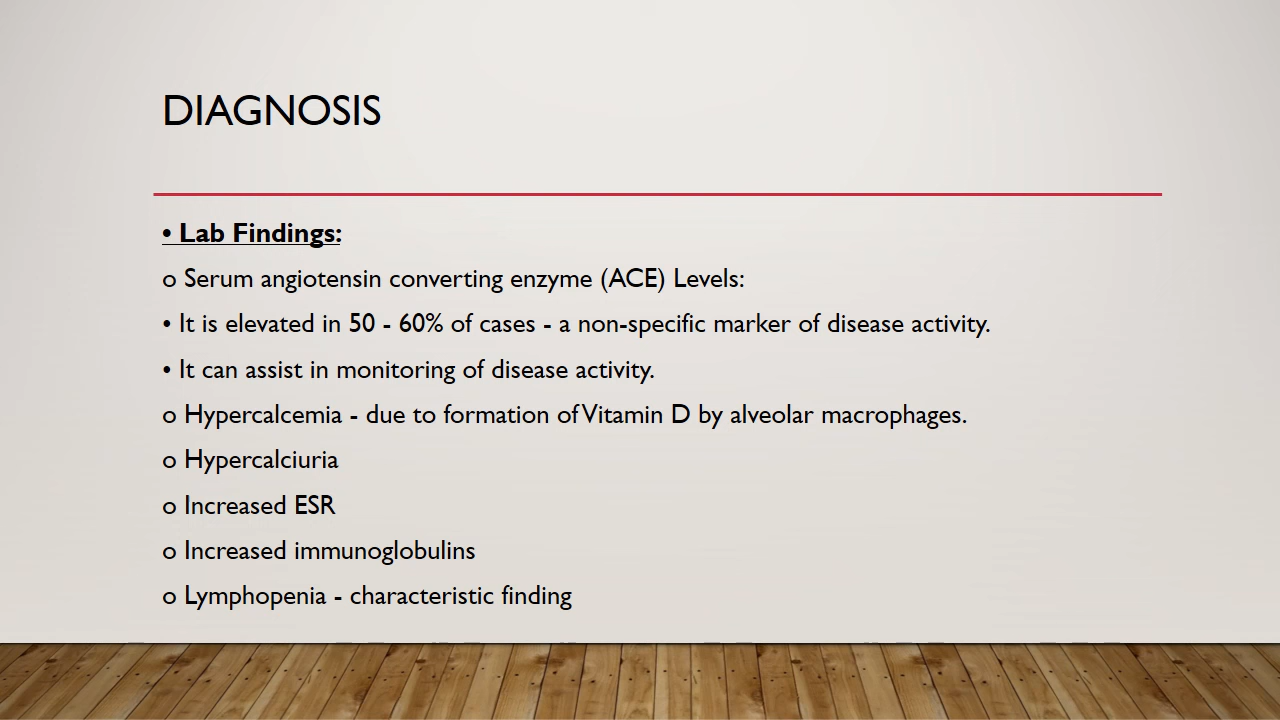 DIAGNOSIS
• Lab Findings:
o Serum angiotensin converting enzyme (ACE) Levels:
• It is elevated in 50 - 60% of cases - a non-specific marker of disease activity.
• It can assist in monitoring of disease activity.
o Hypercalcemia - due to formation of Vitamin D by alveolar macrophages.
o Hypercalciuria
o Increased ESR
o Increased immunoglobulins
o Lymphopenia - characteristic finding